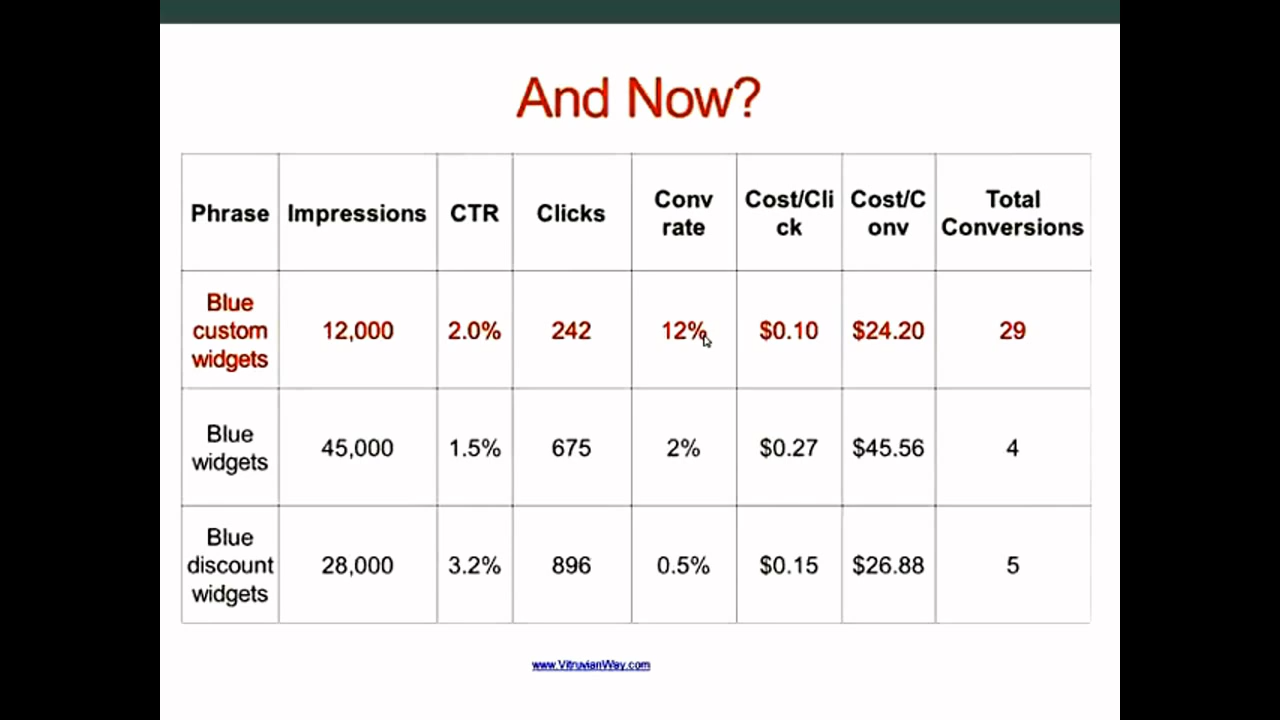 And Now?
Phrase Impressions CTR Clicks Conv rate Cost/Cli ck Cost/C onv Total Conversions
Blue custom widgets 12,000 2.0% 242 12% $0.10 $24.20 29
Blue widgets 45,000 1.5% 675 2% $0.27 $45.56 4
Blue discount widgets 28,000 3.2% 896 0.5% $0.15 $26.88 5
www.VitruvianWay.com